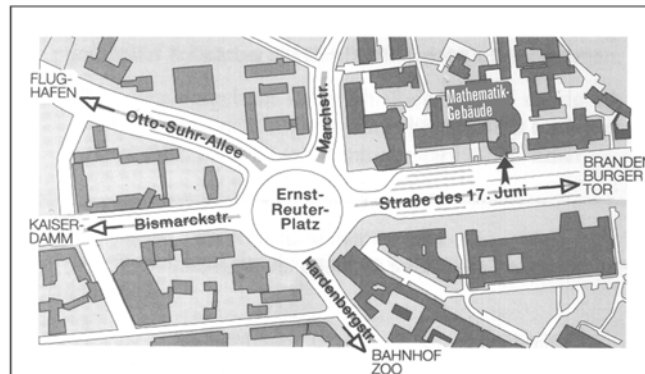 FLUG-
HAFEN
Otto-Suhr-Allee
Marchstr.
Mathematik-
Gebäude
BRANDEN
BURGER
TOR
Straße des 17. Juni
Ernst-
Reuter-
Platz
KAISER-
DAMM
Bismarckstr.
Hardenbergstr.
BAHNHOF
ZOO